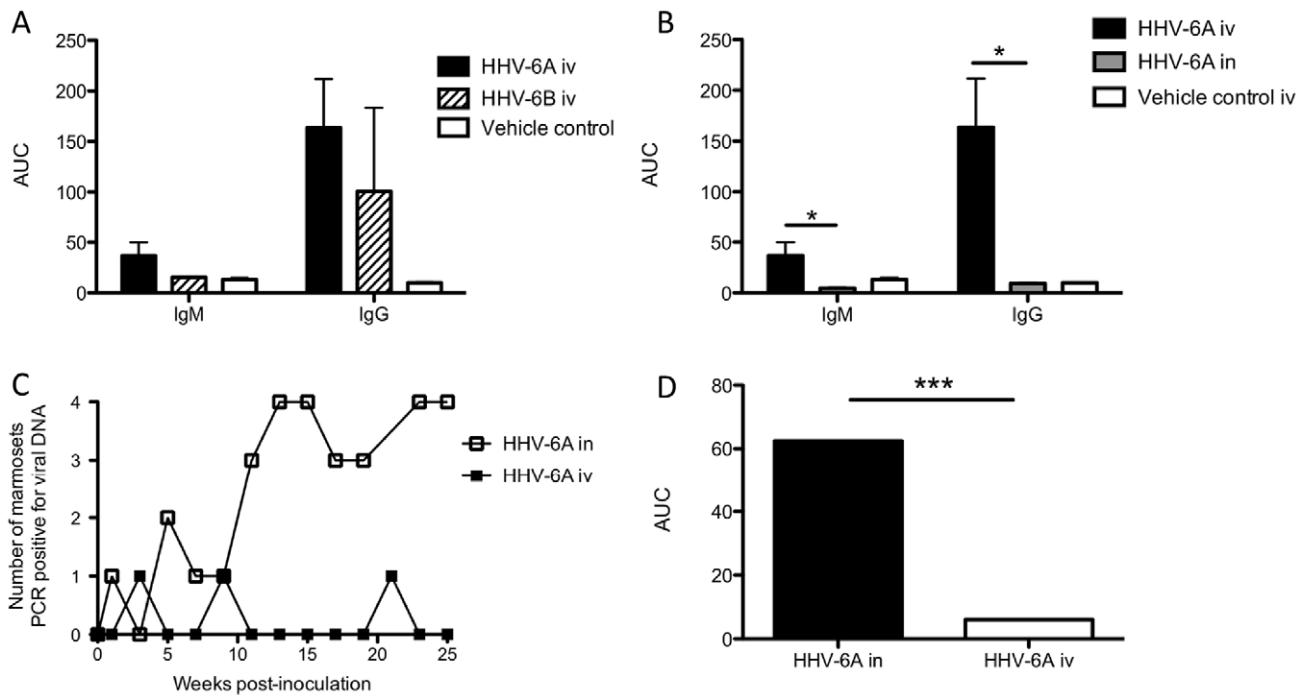 A
250
200
150
100
50
0
AUC
IgM
IgG
HHV-6A iv
HHV-6B iv
Vehicle control
B
250
200
150
100
50
0
AUC
*
*
IgM
IgG
HHV-6A iv
HHV-6A in
Vehicle control iv
C
Number of marmosets
PCR positive for viral DNA
4
3
2
1
0
0
5
10
15
20
25
Weeks post-inoculation
HHV-6A in
HHV-6A iv
D
80
60
40
20
0
AUC
***
HHV-6A in
HHV-6A iv